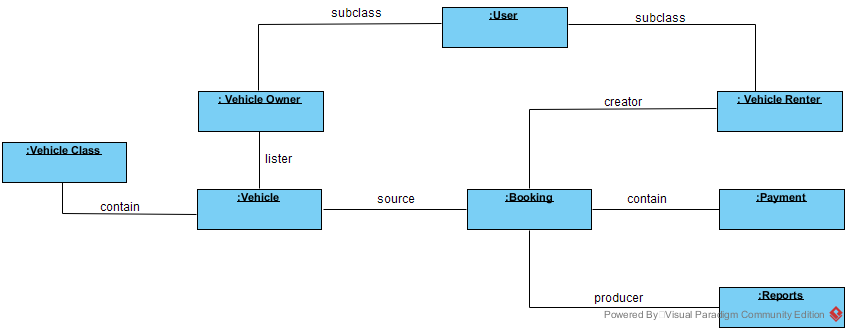 subclass
:User
subclass
: Vehicle Owner
creator
: Vehicle Renter
:Vehicle Class
lister
:Vehicle
contain
source
:Booking
contain
:Payment
producer
:Reports
Powered By Visual Paradigm Community Edition